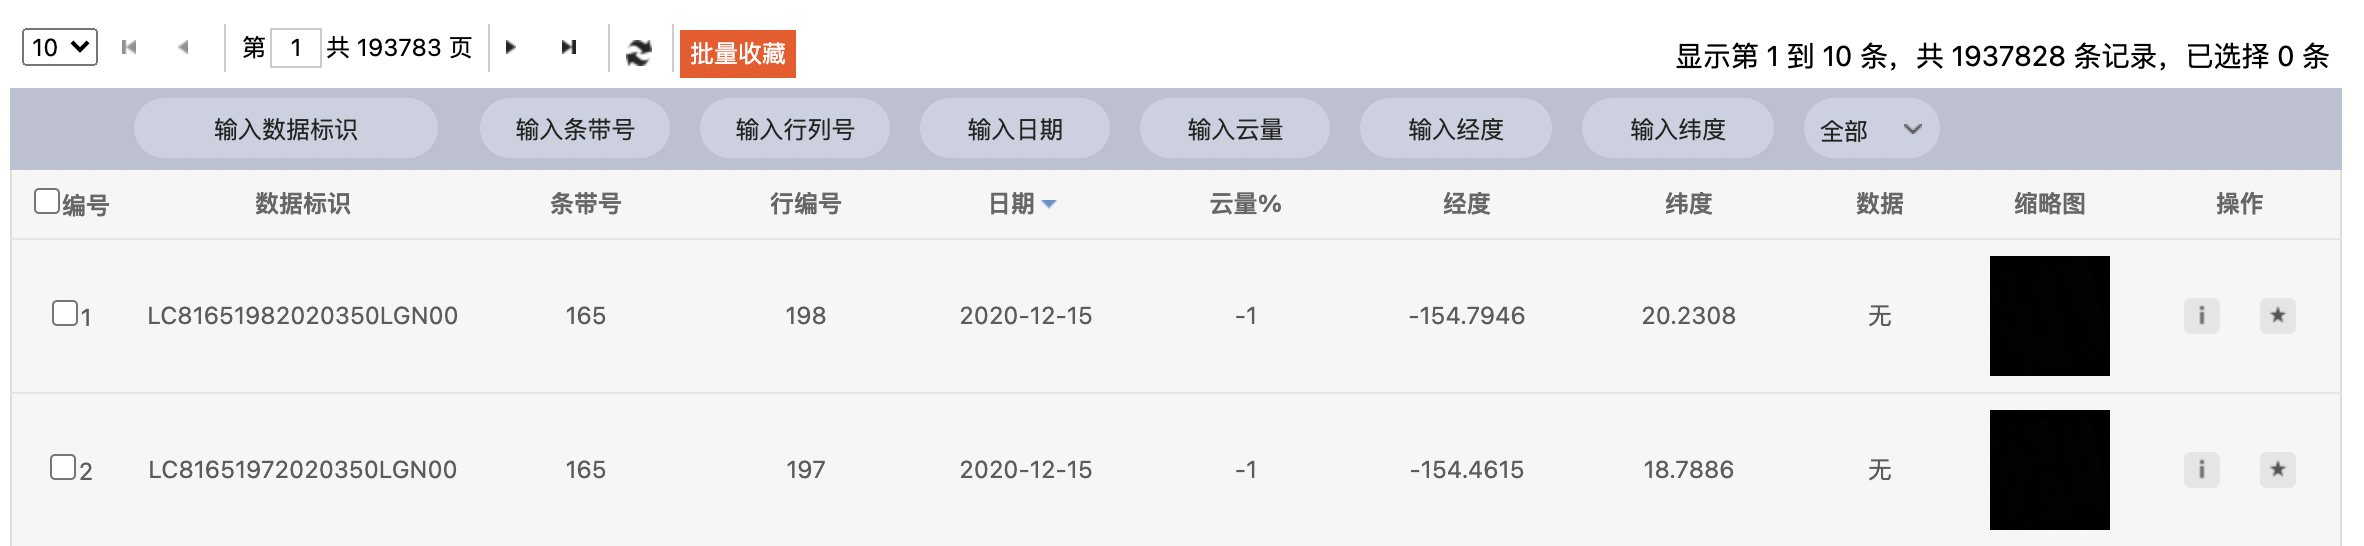 10 第 1 共 193783 页 批量收藏 显示第 1 到 10 条，共 1937828 条记录，已选择 0 条
输入数据标识 输入条带号 输入行列号 输入日期 输入云量 输入经度 输入纬度 全部
编号 数据标识 条带号 行编号 日期 云量% 经度 纬度 数据 缩略图 操作
1 LC81651982020350LGN00 165 198 2020-12-15 -1 -154.7946 20.2308 无
2 LC81651972020350LGN00 165 197 2020-12-15 -1 -154.4615 18.7886 无